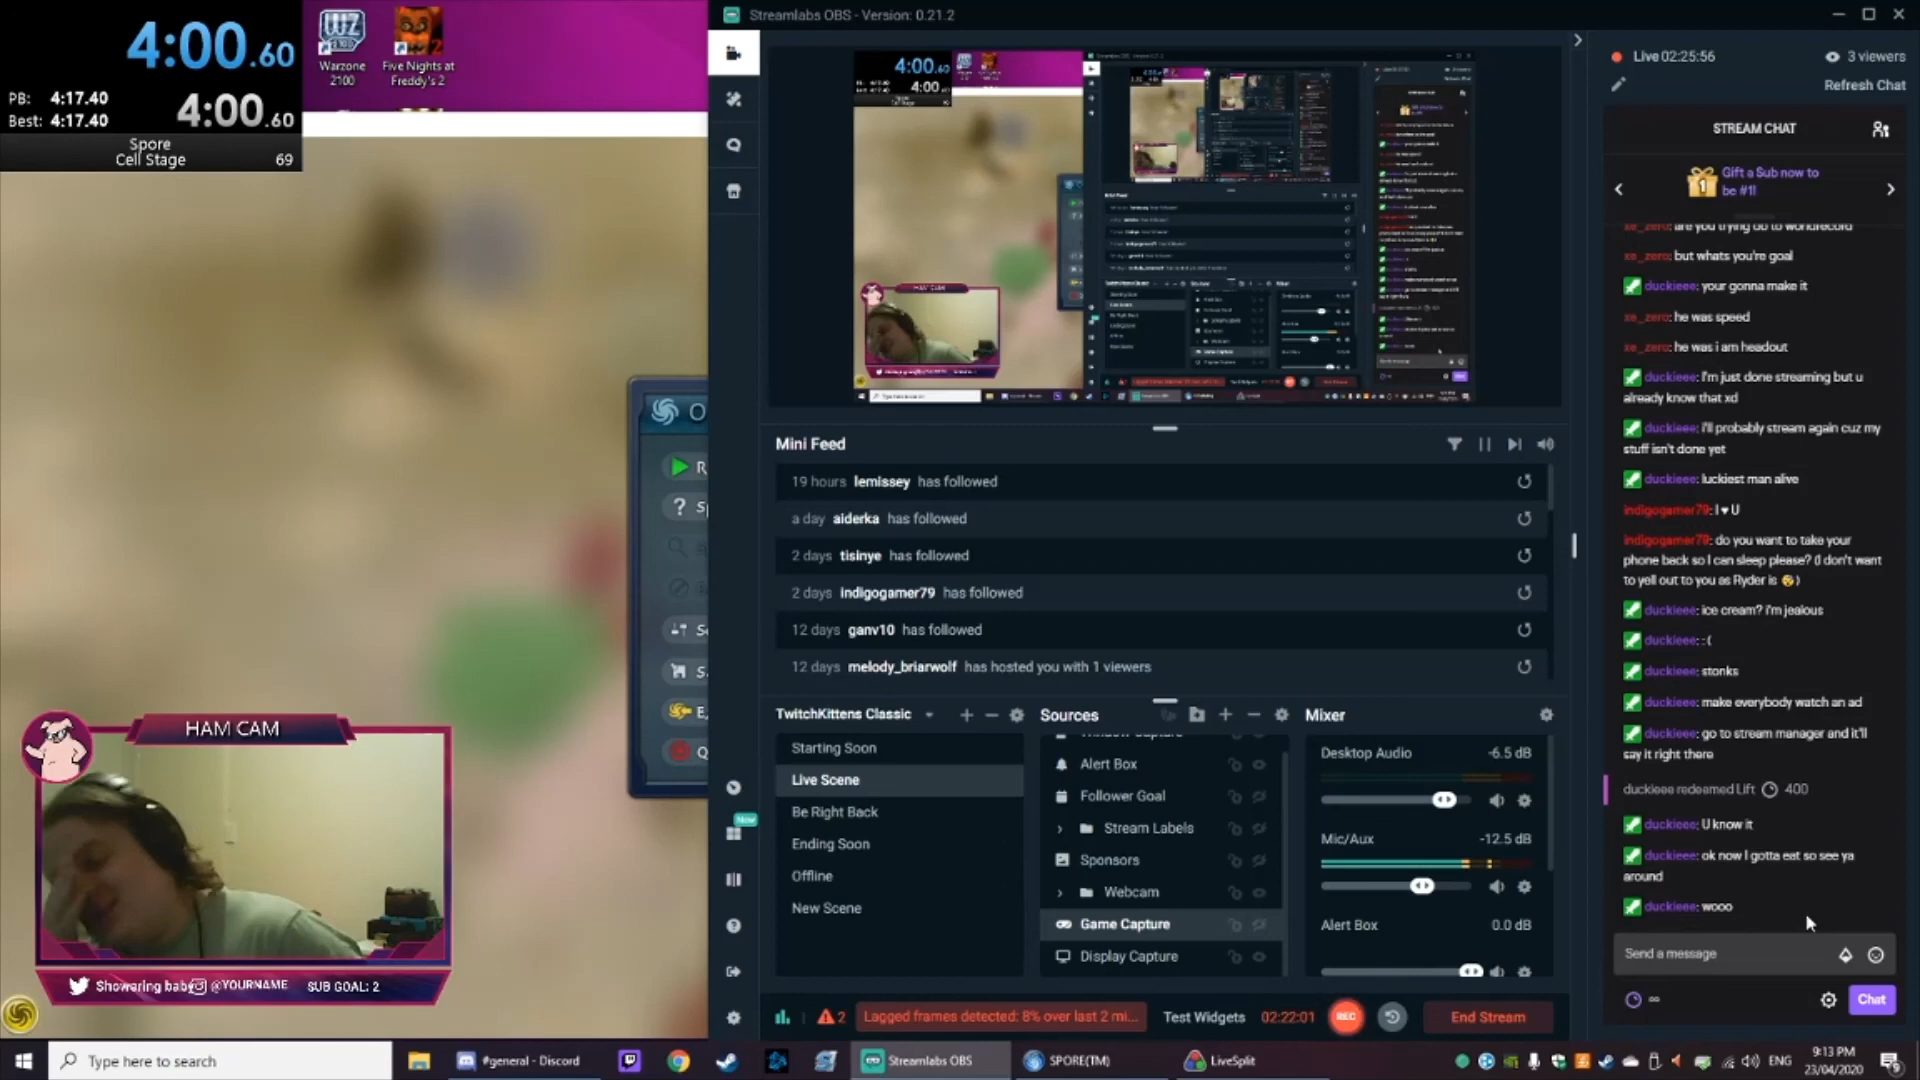 4:00.60
PB: 4:17.40
Best: 4:17.40
4:00.60
Spore
Cell Stage
69
Warzone
2100
Five Nights at
Freddy's 2
HAM CAM
Showaring baby
@YOURNAME
SUB GOAL: 2
Streamlabs OBS - Version: 0.21.2
Mini Feed
19 hours lemissey has followed
a day aiderka has followed
2 days tisinye has followed
2 days indigogamer79 has followed
12 days ganv10 has followed
12 days melody_briarwolf has hosted you with 1 viewers
TwitchKittens Classic
Starting Soon
Live Scene
Be Right Back
Ending Soon
Offline
New Scene
New
Sources
Window Capture
Alert Box
Follower Goal
Stream Labels
Sponsors
Webcam
Game Capture
Display Capture
Mixer
Desktop Audio -6.5 dB
Mic/Aux -12.5 dB
Alert Box 0.0 dB
2
Lagged frames detected: 8% over last 2 mi...
Test Widgets
02:22:01
REC
End Stream
Live 02:25:56
3 viewers
Refresh Chat
STREAM CHAT
Gift a Sub now to
be #1!
xe_zero: but whats you're goal
duckieee: your gonna make it
xe_zero: he was speed
xe_zero: he was i am headout
duckieee: I'm just done streaming but u
already know that xd
duckieee: i'll probably stream again cuz my
stuff isn't done yet
duckieee: luckiest man alive
indigogamer79: I ♥ U
indigogamer79: do you want to take your
phone back so I can sleep please? (I don't want
to yell out to you as Ryder is 😴)
duckieee: ice cream? i'm jealous
duckieee: :(
duckieee: stonks
duckieee: make everybody watch an ad
duckieee: go to stream manager and it'll
say it right there
duckieee redeemed Lift 400
duckieee: U know it
duckieee: ok now I gotta eat so see ya
around
duckieee: wooo
Send a message
Chat
Type here to search
#general - Discord
Streamlabs OBS
SPORE(TM)
LiveSplit
ENG
9:13 PM
23/04/2020